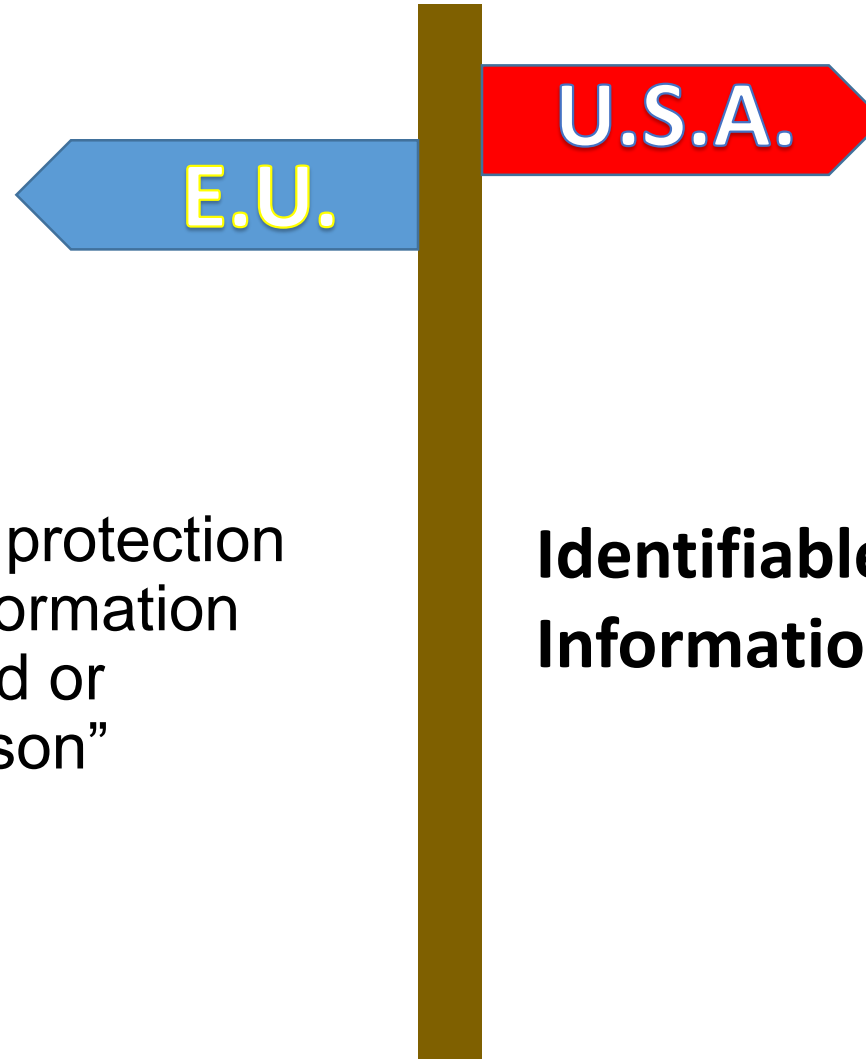 U.S.A.
E.U.
protection
ormation
d or
son”
Identifiable
Informatio